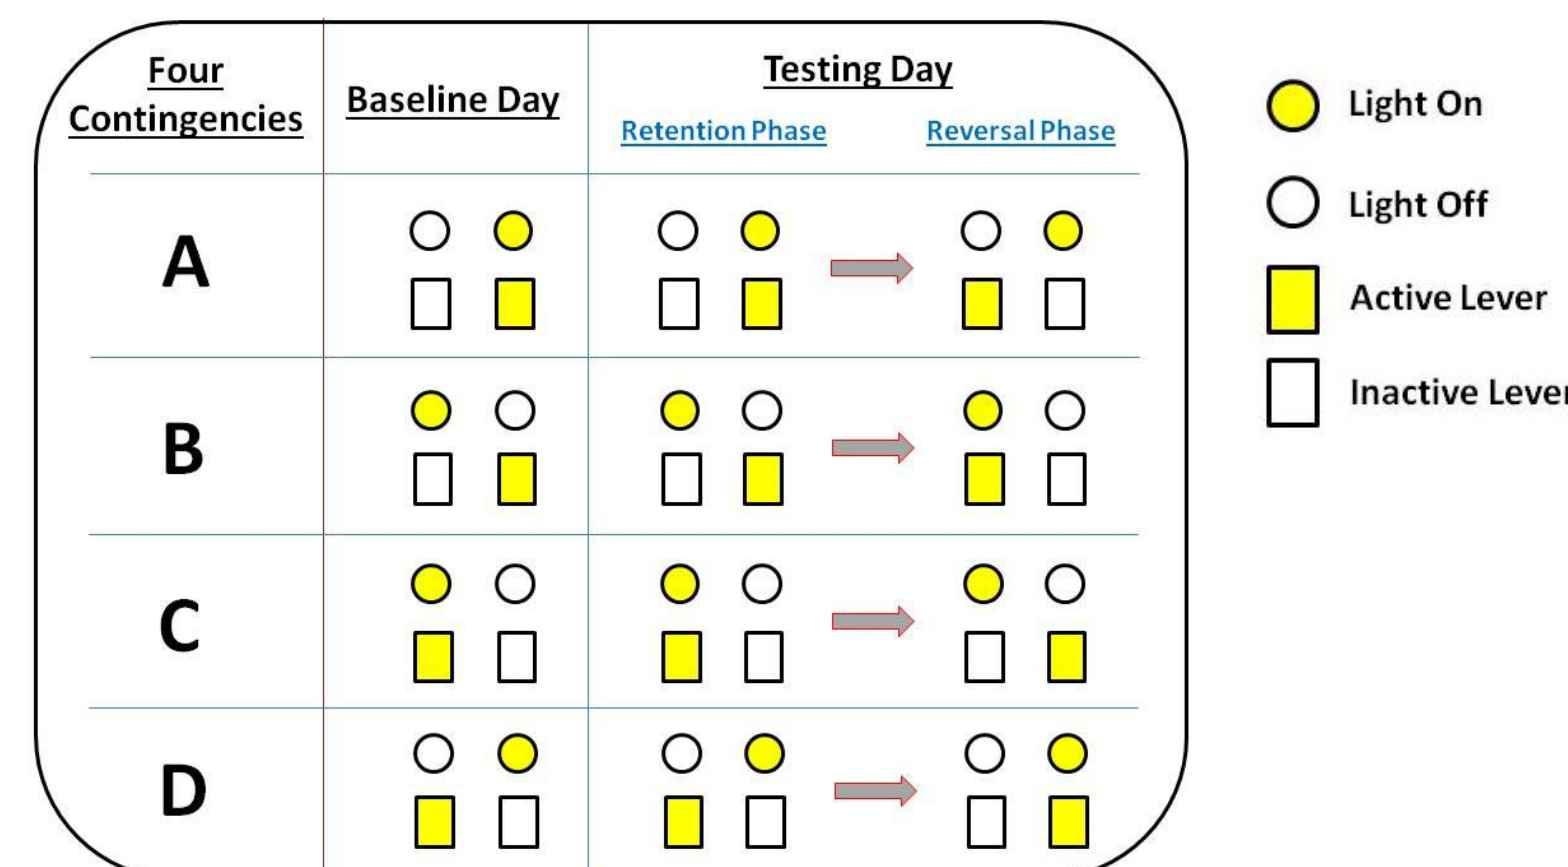 Four
Contingencies
Baseline Day
Testing Day
Retention Phase
Reversal Phase
A
B
C
D
Light On
Light Off
Active Lever
Inactive Lever